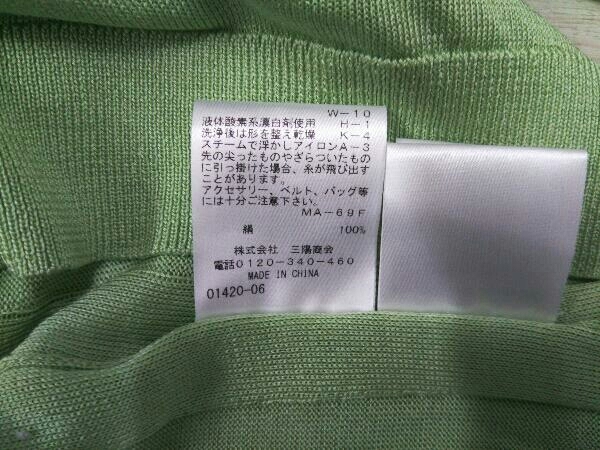 W-10
液体酸素系漂白剤使用 H-1
洗浄後は形を整え乾燥 K-4
スチームで浮かしアイロン A-3
先の尖ったものやざらついたもの
に引っ掛けた場合、糸が飛び出す
ことがあります。
アクセサリー、ベルト、バッグ等
には十分ご注意下さい。
MA-69F
絹 100%
株式会社 三陽商会
電話0120-340-460
MADE IN CHINA
01420-06